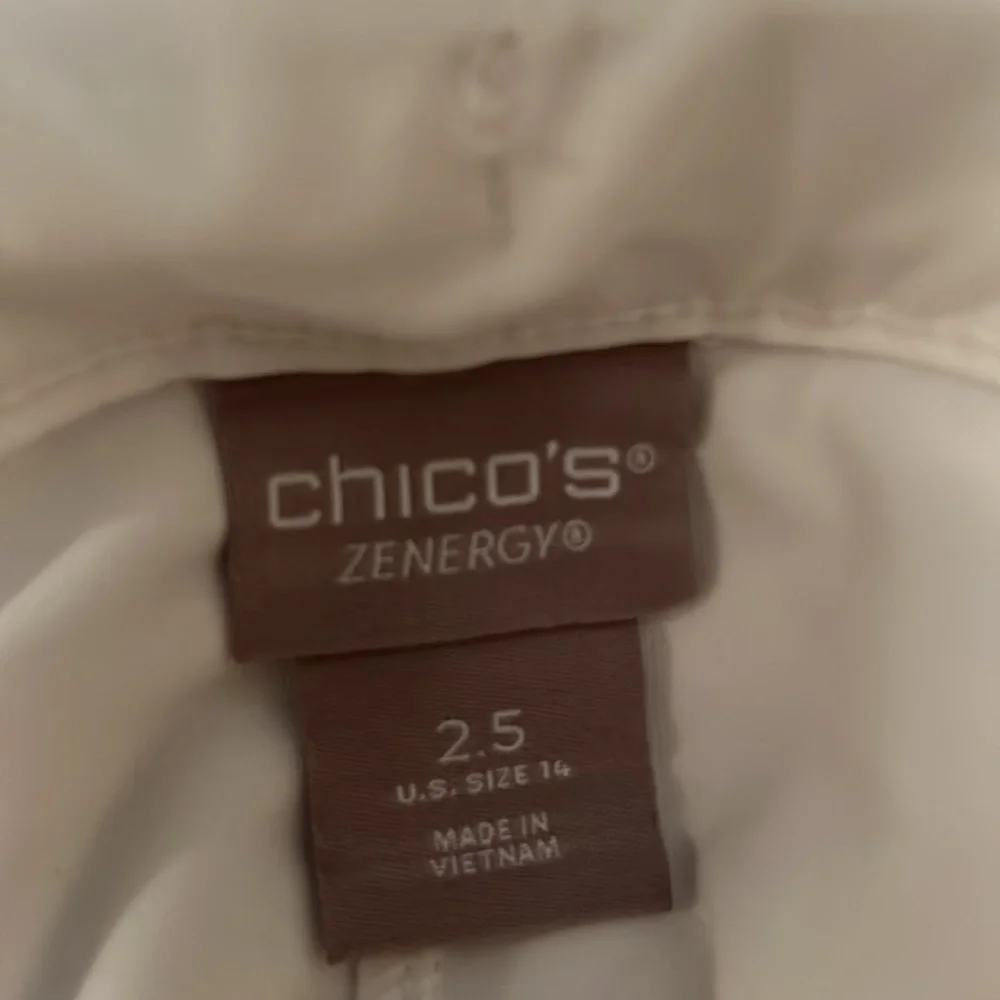 chico's®
ZENERGY®
2.5
U.S. SIZE 14
MADE IN
VIETNAM